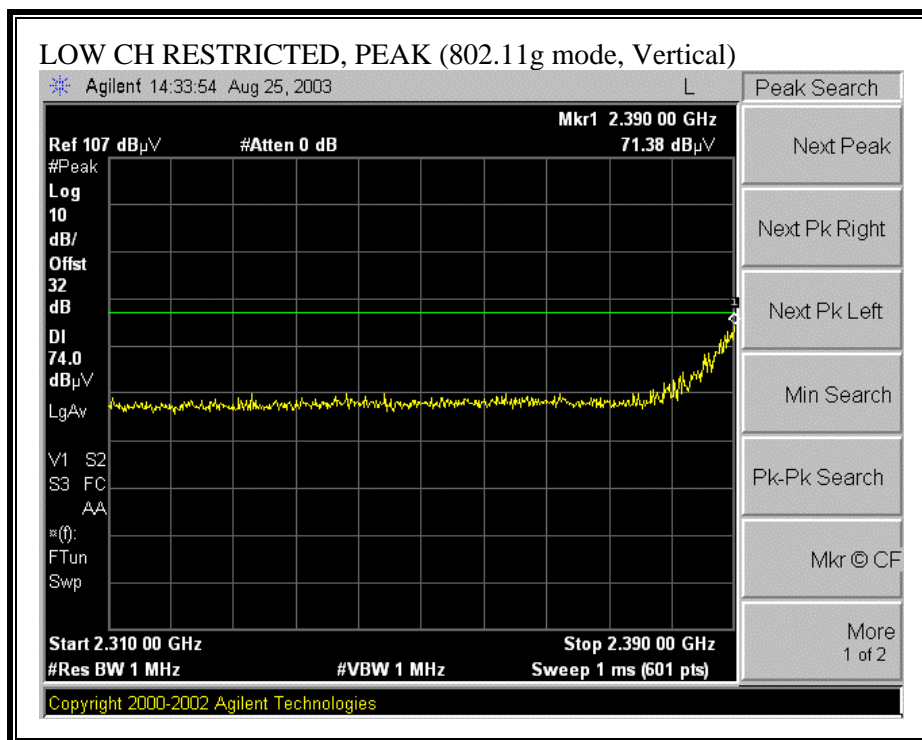 LOW CH RESTRICTED, PEAK (802.11g mode, Vertical)
Agilent 14:33:54 Aug 25, 2003 L
Peak Search
Mkr1 2.390 00 GHz
Ref 107 dBµV #Atten 0 dB 71.38 dBµV
#Peak
Log
10
dB/
Offst
32
dB
DI
74.0
dBµV
LgAv
V1 S2
S3 FC
AA
¤(f):
FTun
Swp
1
Start 2.310 00 GHz Stop 2.390 00 GHz
#Res BW 1 MHz #VBW 1 MHz Sweep 1 ms (601 pts)
Copyright 2000-2002 Agilent Technologies
Next Peak
Next Pk Right
Next Pk Left
Min Search
Pk-Pk Search
Mkr © CF
More
1 of 2